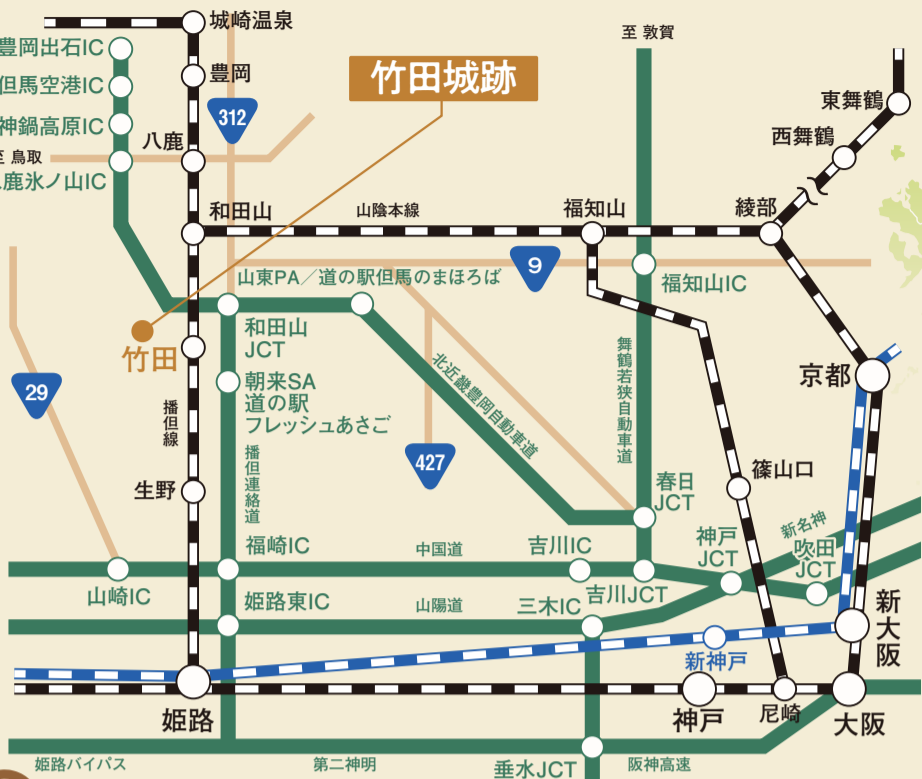 城崎温泉
豊岡出石IC
至 敦賀
豊岡
竹田城跡
但馬空港IC
東舞鶴
312
神鍋高原IC
西舞鶴
八鹿
鳥取
鹿氷ノ山IC
和田山
山陰本線
福知山
綾部
9
山東PA／道の駅但馬のまほろば
福知山IC
和田山
JCT
竹田
京都
朝来SA
道の駅
フレッシュあさご
29
播但線
北近畿豊岡自動車道
舞鶴若狭自動車道
427
播但連絡道
生野
篠山口
春日
JCT
新名神
神戸
JCT
吹田
JCT
福崎IC
中国道
吉川IC
山崎IC
姫路東IC
山陽道
三木IC
吉川JCT
新大阪
新神戸
姫路
神戸
尼崎
大阪
姫路バイパス
第二神明
垂水JCT
阪神高速